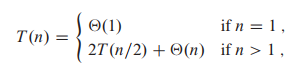 Θ(1) if n = 1 ,
T(n) =
2T(n/2) + Θ(n) if n > 1 ,